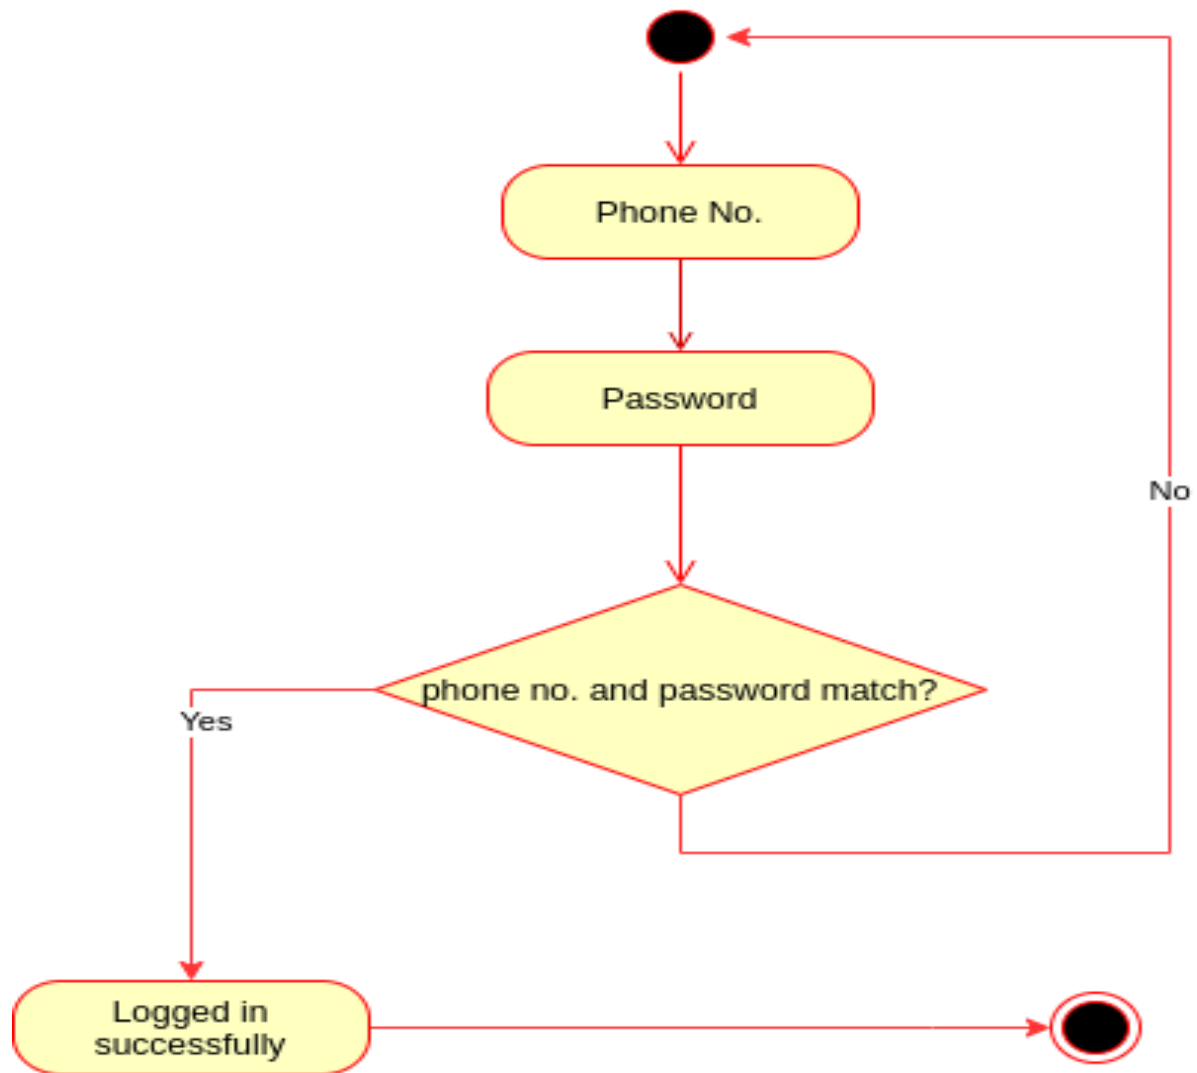 Phone No.
Password
No
phone no. and password match?
Yes
Logged in
successfully